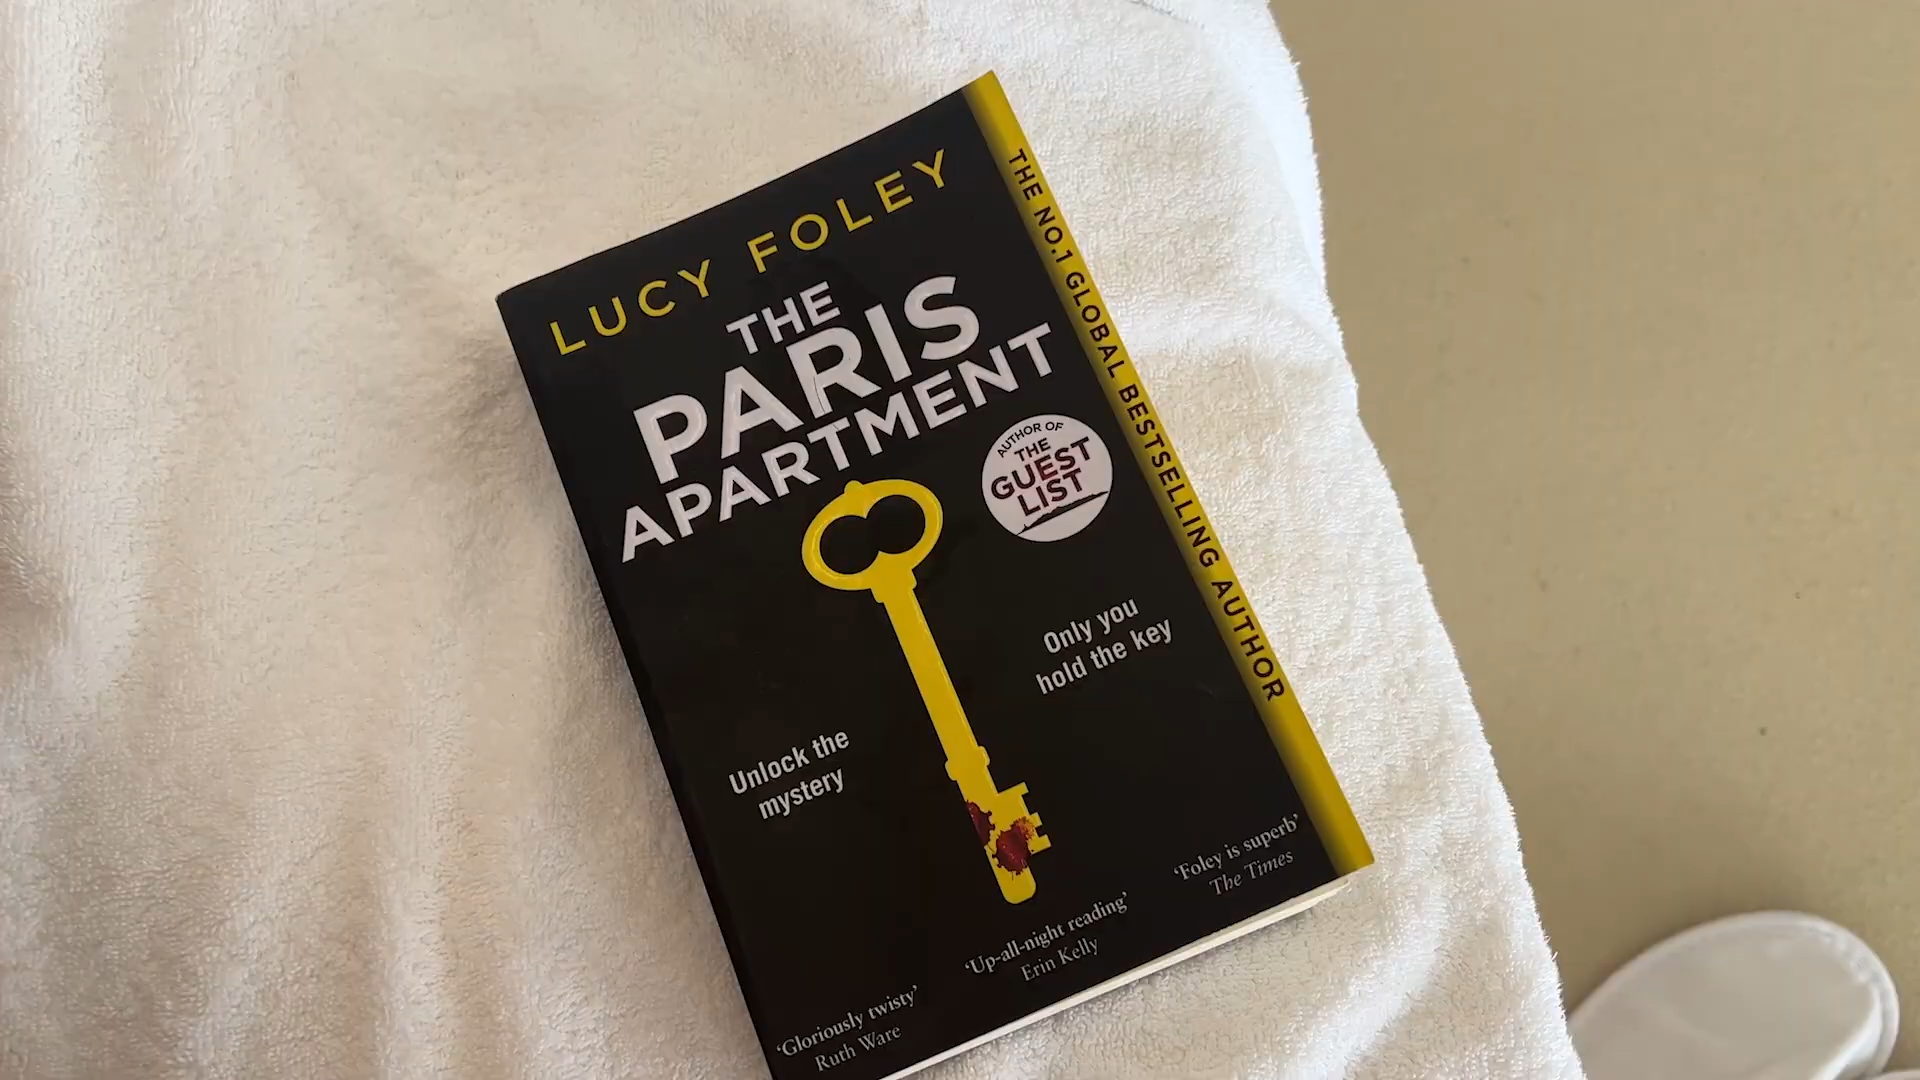 LUCY FOLEY
THE
PARIS
APARTMENT
THE NO.1 GLOBAL BESTSELLING AUTHOR
AUTHOR OF
THE
GUEST
LIST
Only you
hold the key
Unlock the
mystery
‘Foley is superb’
The Times
‘Up-all-night reading’
Erin Kelly
‘Gloriously twisty’
Ruth Ware